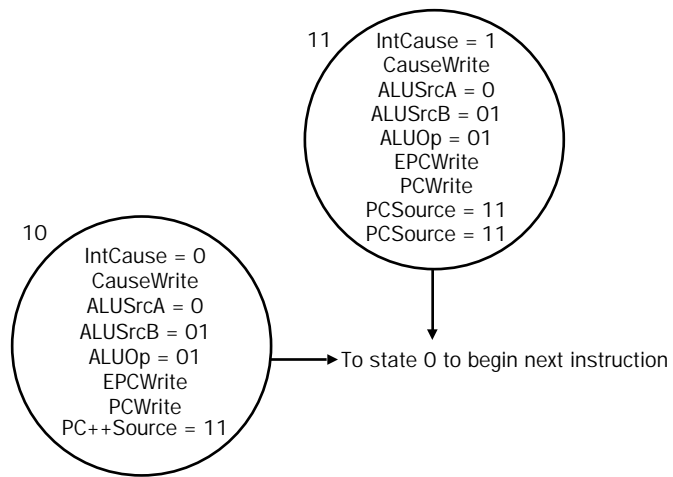 11
IntCause = 1
CauseWrite
ALUSrcA = 0
ALUSrcB = 01
ALUOp = 01
EPCWrite
PCWrite
PCSource = 11
PCSource = 11
10
IntCause = 0
CauseWrite
ALUSrcA = 0
ALUSrcB = 01
ALUOp = 01
EPCWrite
PCWrite
PC++Source = 11
To state 0 to begin next instruction